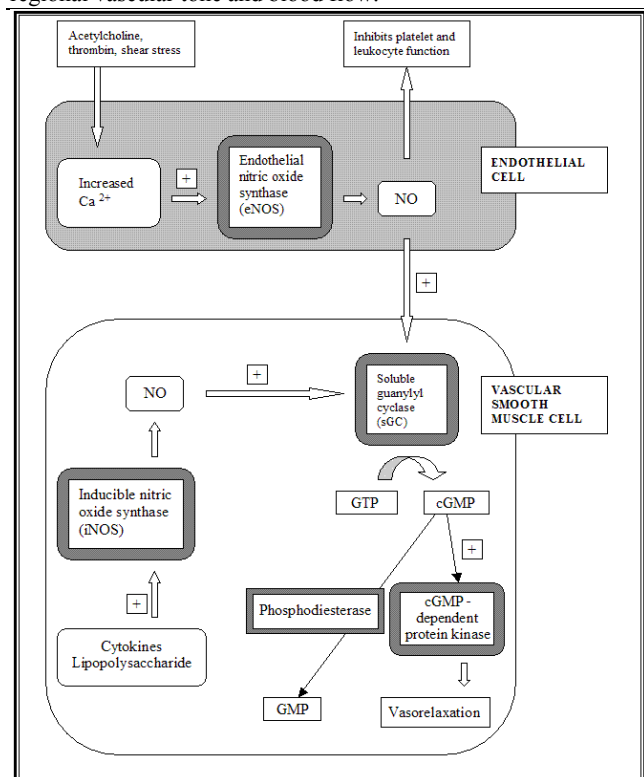 regional vascular tone and blood flow.
Acetylcholine,
thrombin, shear stress
Inhibits platelet and
leukocyte function
Increased
Ca 2+
+
Endothelial
nitric oxide
synthase
(eNOS)
NO
ENDOTHELIAL
CELL
+
NO
+
Soluble
guanylyl
cyclase
(sGC)
VASCULAR
SMOOTH
MUSCLE CELL
Inducible nitric
oxide synthase
(iNOS)
GTP
cGMP
+
+
Phosphodiesterase
cGMP -
dependent
protein kinase
Cytokines
Lipopolysaccharide
GMP
Vasorelaxation